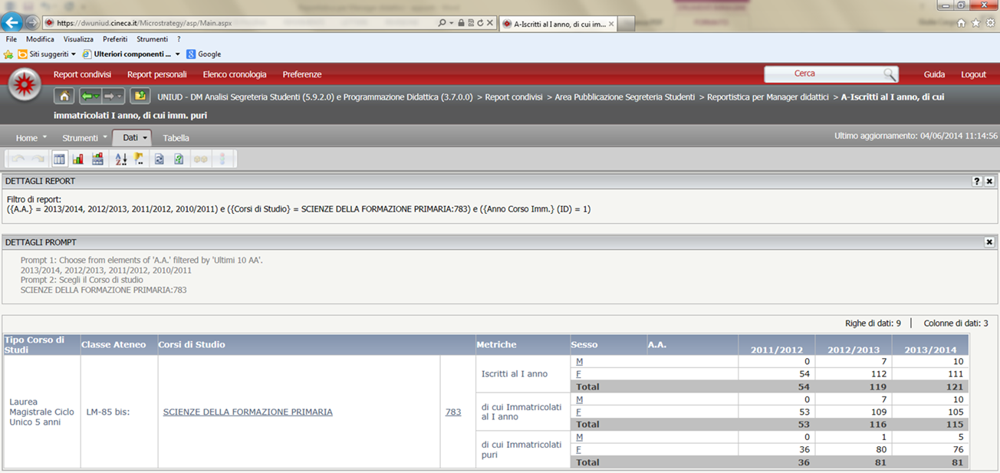 https://dwuniud.cineca.it/Microstrategy/asp/Main.aspx
A-Iscritti al I anno, di cui im...
File Modifica Visualizza Preferiti Strumenti ?
Siti suggeriti Ulteriori componenti ... Google
Report condivisi Report personali Elenco cronologia Preferenze Cerca Guida Logout
UNIUD - DM Analisi Segreteria Studenti (5.9.2.0) e Programmazione Didattica (3.7.0.0) > Report condivisi > Area Pubblicazione Segreteria Studenti > Reportistica per Manager didattici > A-Iscritti al I anno, di cui
immatricolati I anno, di cui imm. puri
Home Strumenti Dati Tabella Ultimo aggiornamento: 04/06/2014 11:14:56
DETTAGLI REPORT
Filtro di report:
({A.A.} = 2013/2014, 2012/2013, 2011/2012, 2010/2011) e ({Corsi di Studio} = SCIENZE DELLA FORMAZIONE PRIMARIA:783) e ({Anno Corso Imm.} (ID) = 1)
DETTAGLI PROMPT
Prompt 1: Choose from elements of 'A.A.' filtered by 'Ultimi 10 AA'.
2013/2014, 2012/2013, 2011/2012, 2010/2011
Prompt 2: Scegli il Corso di studio
SCIENZE DELLA FORMAZIONE PRIMARIA:783
Righe di dati: 9 | Colonne di dati: 3
Tipo Corso di
Studi
Classe Ateneo Corsi di Studio Metriche Sesso A.A. 2011/2012 2012/2013 2013/2014
Laurea
Magistrale Ciclo
Unico 5 anni
LM-85 bis: SCIENZE DELLA FORMAZIONE PRIMARIA 783
Iscritti al I anno
M 0 7 10
F 54 112 111
Total 54 119 121
di cui Immatricolati
al I anno
M 0 7 10
F 53 109 105
Total 53 116 115
di cui Immatricolati
puri
M 0 1 5
F 36 80 76
Total 36 81 81